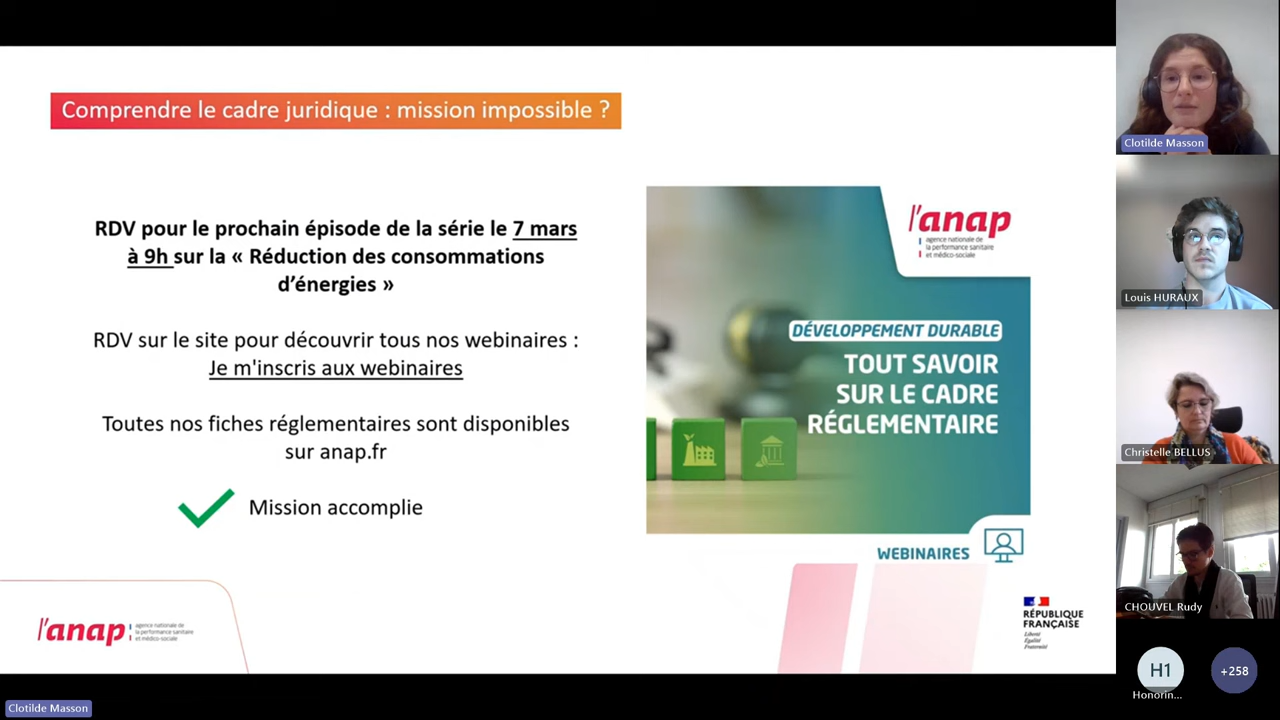 Comprendre le cadre juridique : mission impossible ?
RDV pour le prochain épisode de la série le 7 mars
à 9h sur la « Réduction des consommations
d'énergies »
RDV sur le site pour découvrir tous nos webinaires :
Je m'inscris aux webinaires
Toutes nos fiches réglementaires sont disponibles
sur anap.fr
Mission accomplie
l'anap
agence nationale de
la performance sanitaire
et médico-sociale
DÉVELOPPEMENT DURABLE
TOUT SAVOIR
SUR LE CADRE
RÉGLEMENTAIRE
WEBINAIRES
l'anap
agence nationale de
la performance sanitaire
et médico-sociale
RÉPUBLIQUE
FRANÇAISE
Liberté
Égalité
Fraternité
Clotilde Masson
Louis HURAUX
Christelle BELLUS
CHOUVEL Rudy
H1
Honorin...
+258
Clotilde Masson